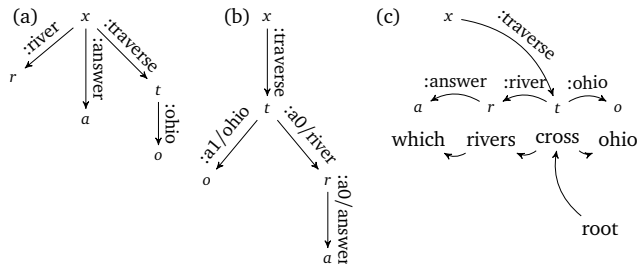 (a)
x
:river
:answer
:traverse
r
a
t
:ohio
o
(b)
x
:traverse
t
:a1/ohio
:a0/river
o
r
:a0/answer
a
(c)
x
:traverse
:answer
:river
:ohio
a r t o
which rivers cross ohio
root